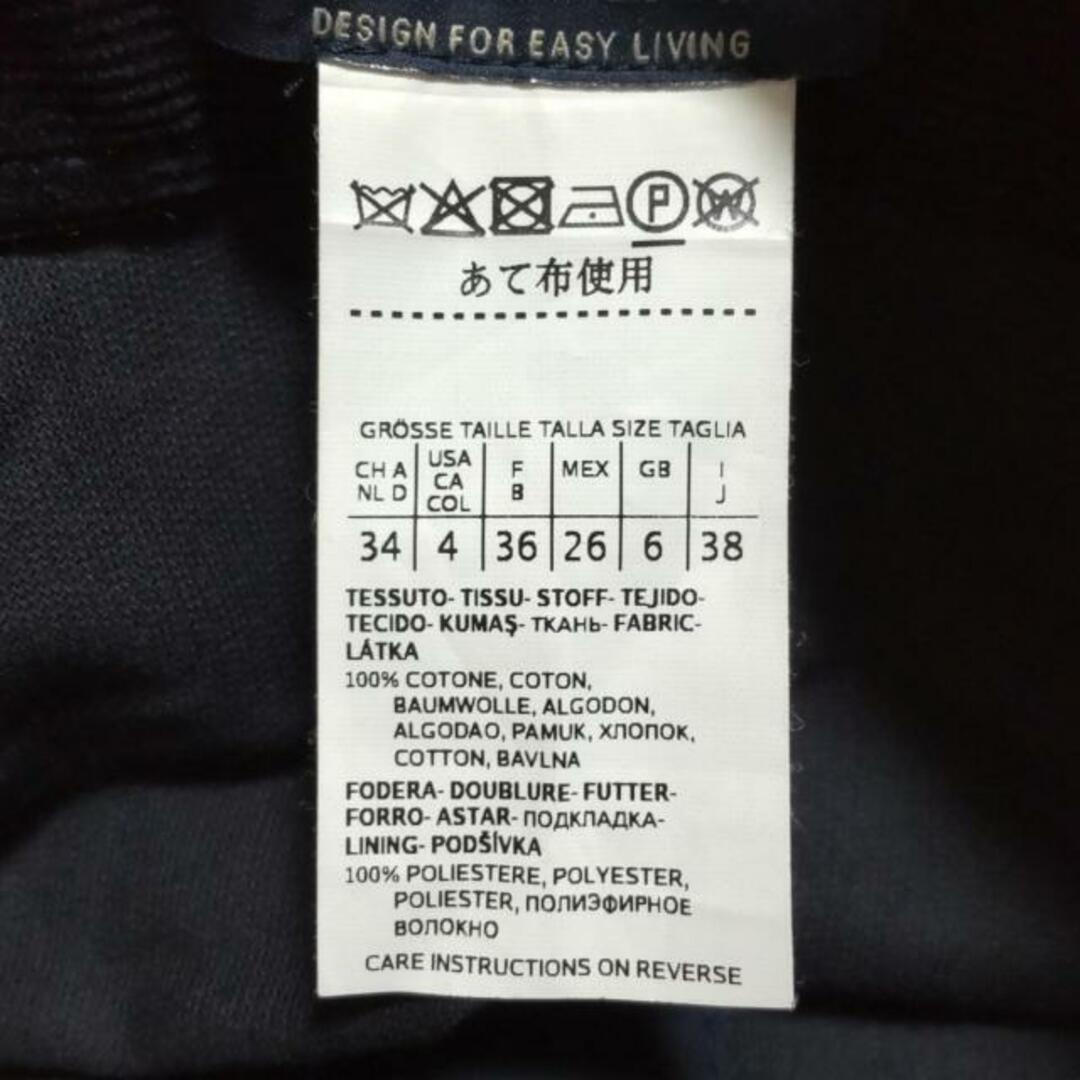 DESIGN FOR EASY LIVING
P W
あて布使用
GRÖSSE TAILLE TALLA SIZE TAGLIA
CH A NL D USA CA COL F B MEX GB I J
34 4 36 26 6 38
TESSUTO- TISSU- STOFF- TEJIDO-
TECIDO- KUMAŞ- ТКАНЬ- FABRIC-
LÁTKA
100% COTONE, COTON,
BAUMWOLLE, ALGODON,
ALGODAO, PAMUK, ХЛОПОК,
COTTON, BAVLNA
FODERA- DOUBLURE- FUTTER-
FORRO- ASTAR- ПОДКЛАДКА-
LINING- PODŠÍVKA
100% POLIESTERE, POLYESTER,
POLIESTER, ПОЛИЭФИРНОЕ
ВОЛОКНО
CARE INSTRUCTIONS ON REVERSE